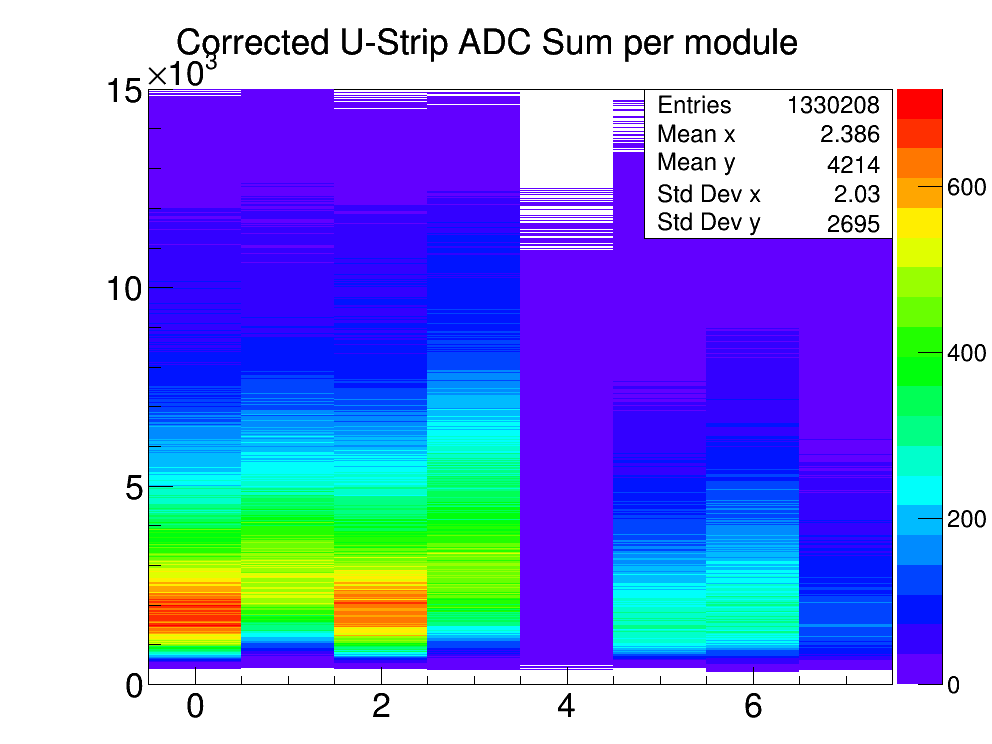 Corrected U-Strip ADC Sum per module
×10³
15
10
5
0
0 2 4 6
Entries 1330208
Mean x 2.386
Mean y 4214
Std Dev x 2.03
Std Dev y 2695
600
400
200
0